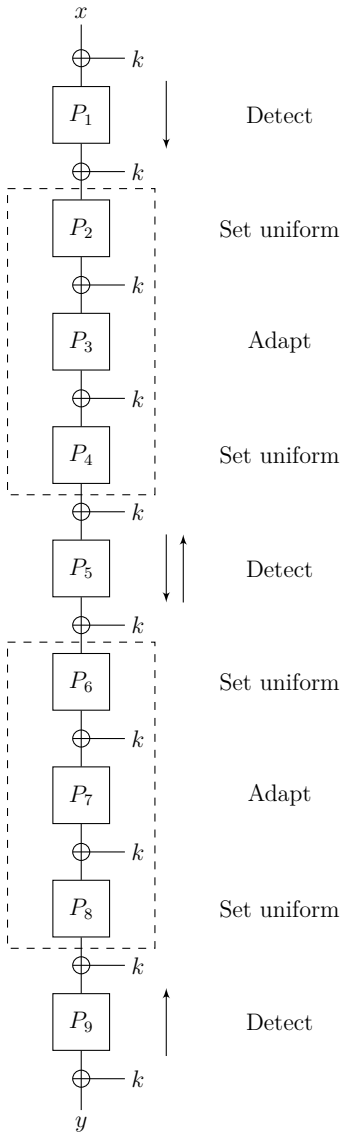 x
k
P₁ Detect
k
P₂ Set uniform
k
P₃ Adapt
k
P₄ Set uniform
k
P₅ Detect
k
P₆ Set uniform
k
P₇ Adapt
k
P₈ Set uniform
k
P₉ Detect
k
y